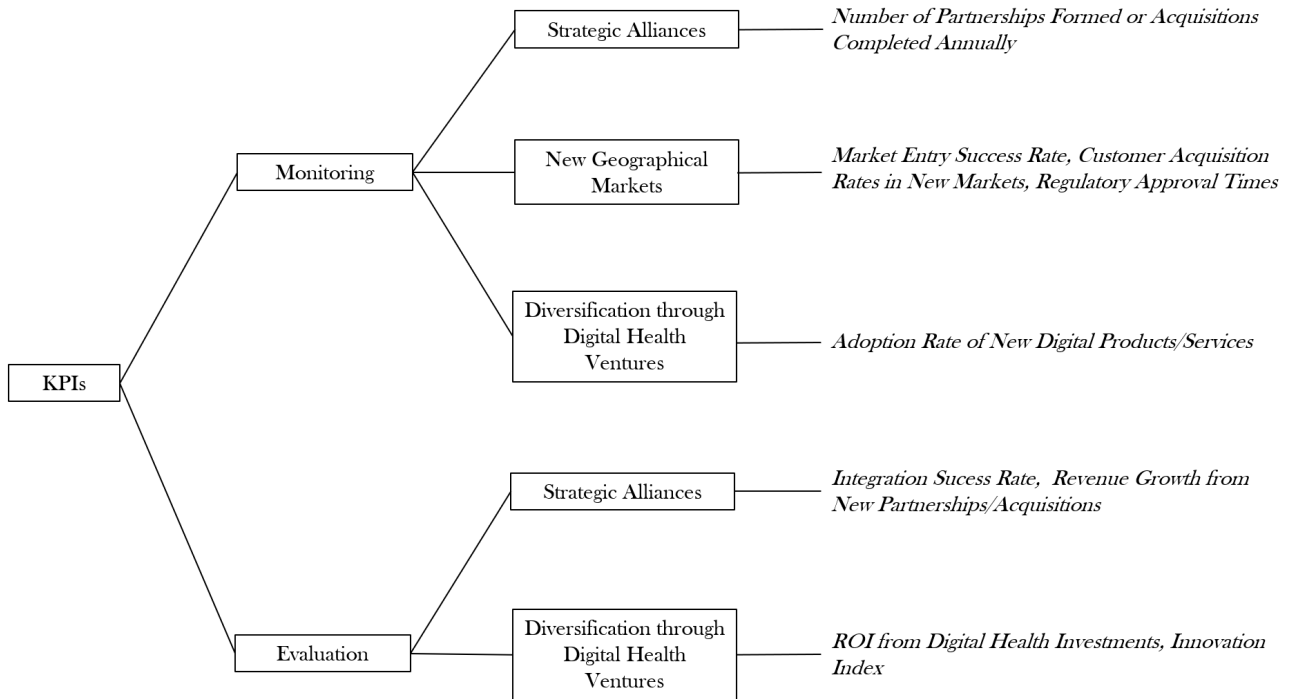 Strategic Alliances
Number of Partnerships Formed or Acquisitions
Completed Annually
Monitoring
New Geographical
Markets
Market Entry Success Rate, Customer Acquisition
Rates in New Markets, Regulatory Approval Times
Diversification through
Digital Health
Ventures
Adoption Rate of New Digital Products/Services
KPIs
Strategic Alliances
Integration Sucess Rate, Revenue Growth from
New Partnerships/Acquisitions
Evaluation
Diversification through
Digital Health
Ventures
ROI from Digital Health Investments, Innovation
Index